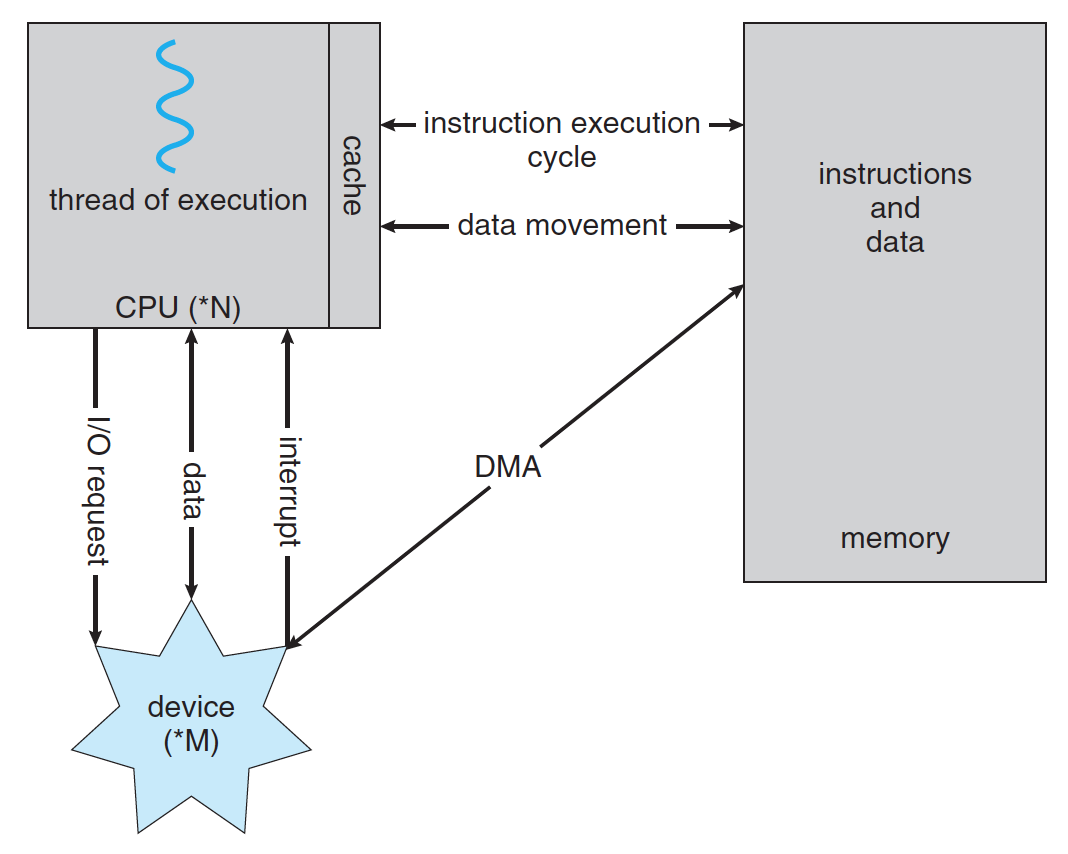 thread of execution
cache
CPU (*N)
instruction execution
cycle
data movement
instructions
and
data
memory
I/O request
data
interrupt
DMA
device
(*M)